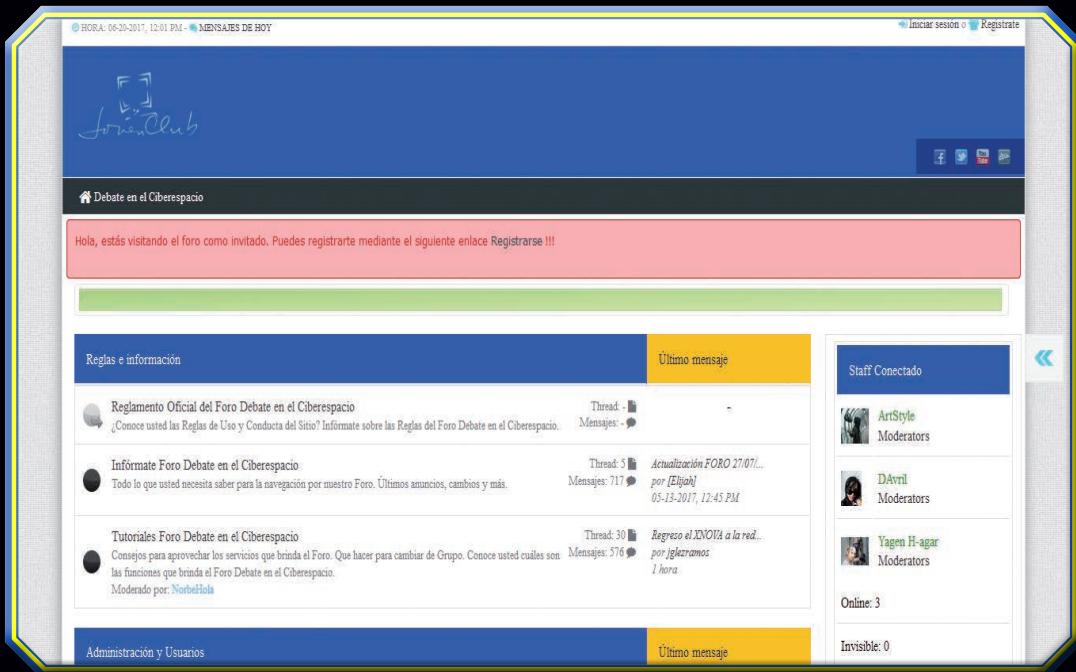 HORA: 06-20-2017, 12:01 PM - MENSAJES DE HOY
Iniciar sesión o Registrate
JovenClub
You Tube
Debate en el Ciberespacio
Hola, estás visitando el foro como invitado. Puedes registrarte mediante el siguiente enlace Registrarse !!!
Reglas e información
Último mensaje
Reglamento Oficial del Foro Debate en el Ciberespacio
¿Conoce usted las Reglas de Uso y Conducta del Sitio? Infórmate sobre las Reglas del Foro Debate en el Ciberespacio.
Thread: -
Mensajes: -
-
Infórmate Foro Debate en el Ciberespacio
Todo lo que usted necesita saber para la navegación por nuestro Foro. Últimos anuncios, cambios y más.
Thread: 5
Mensajes: 717
Actualización FORO 27/07/...
por [Elijah]
05-13-2017, 12:45 PM
Tutoriales Foro Debate en el Ciberespacio
Consejos para aprovechar los servicios que brinda el Foro. Que hacer para cambiar de Grupo. Conoce usted cuáles son
las funciones que brinda el Foro Debate en el Ciberespacio.
Moderado por: NorbeHola
Thread: 30
Mensajes: 576
Regreso el XNOVA a la red...
por jglezramos
1 hora
Administración y Usuarios
Último mensaje
Staff Conectado
ArtStyle
Moderators
DAvril
Moderators
Yagen H-agar
Moderators
Online: 3
Invisible: 0